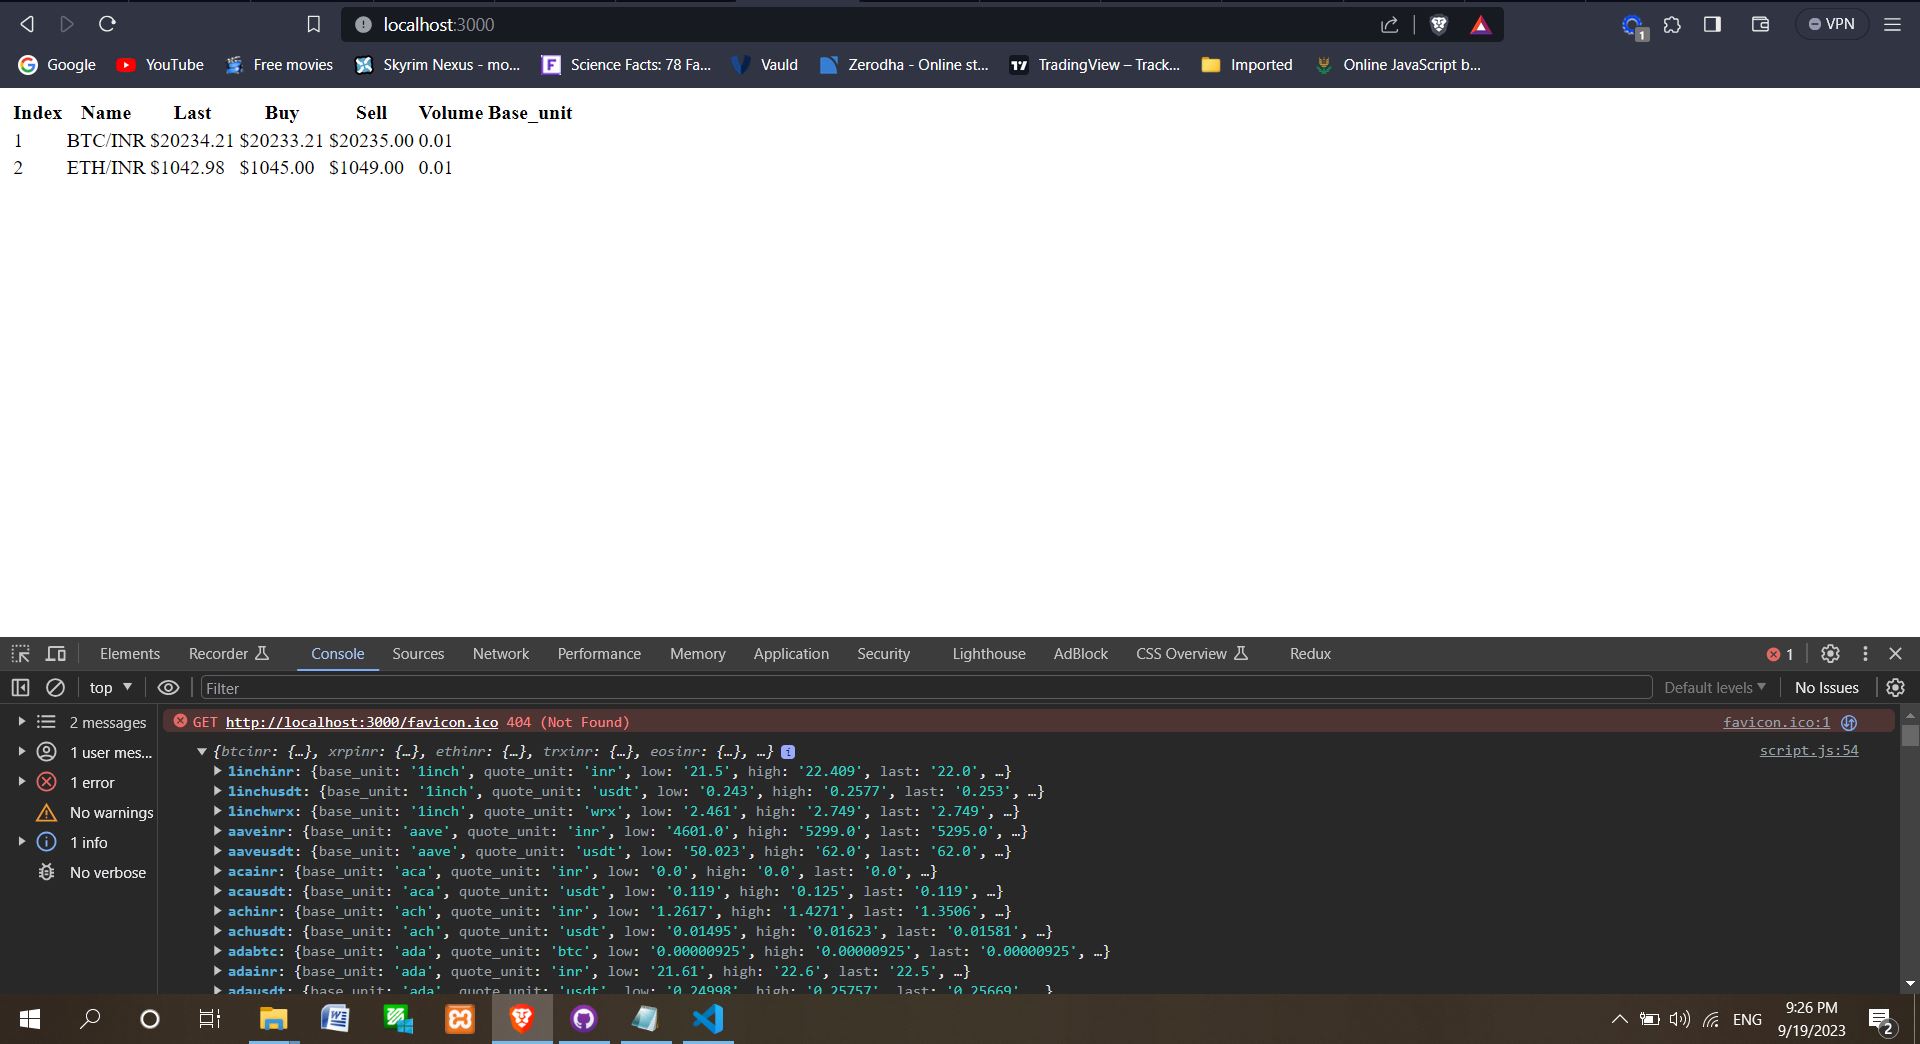 localhost:3000
1
VPN
Google YouTube Free movies Skyrim Nexus - mo... Science Facts: 78 Fa... Vauld Zerodha - Online st... TradingView – Track... Imported Online JavaScript b...
Index Name Last Buy Sell Volume Base_unit
1 BTC/INR $20234.21 $20233.21 $20235.00 0.01
2 ETH/INR $1042.98 $1045.00 $1049.00 0.01
Elements Recorder Console Sources Network Performance Memory Application Security Lighthouse AdBlock CSS Overview Redux 1
top Filter Default levels No Issues
2 messages
1 user mes...
1 error
No warnings
1 info
No verbose
GET http://localhost:3000/favicon.ico 404 (Not Found) favicon.ico:1
{btcinr: {…}, xrpinr: {…}, ethinr: {…}, trxinr: {…}, eosinr: {…}, …} i script.js:54
1inchinr: {base_unit: '1inch', quote_unit: 'inr', low: '21.5', high: '22.409', last: '22.0', …}
1inchusdt: {base_unit: '1inch', quote_unit: 'usdt', low: '0.243', high: '0.2577', last: '0.253', …}
1inchwrx: {base_unit: '1inch', quote_unit: 'wrx', low: '2.461', high: '2.749', last: '2.749', …}
aaveinr: {base_unit: 'aave', quote_unit: 'inr', low: '4601.0', high: '5299.0', last: '5295.0', …}
aaveusdt: {base_unit: 'aave', quote_unit: 'usdt', low: '50.023', high: '62.0', last: '62.0', …}
acainr: {base_unit: 'aca', quote_unit: 'inr', low: '0.0', high: '0.0', last: '0.0', …}
acausdt: {base_unit: 'aca', quote_unit: 'usdt', low: '0.119', high: '0.125', last: '0.119', …}
achinr: {base_unit: 'ach', quote_unit: 'inr', low: '1.2617', high: '1.4271', last: '1.3506', …}
achusdt: {base_unit: 'ach', quote_unit: 'usdt', low: '0.01495', high: '0.01623', last: '0.01581', …}
adabtc: {base_unit: 'ada', quote_unit: 'btc', low: '0.00000925', high: '0.00000925', last: '0.00000925', …}
adainr: {base_unit: 'ada', quote_unit: 'inr', low: '21.61', high: '22.6', last: '22.5', …}
adausdt: {base_unit: 'ada', quote_unit: 'usdt', low: '0.24998', high: '0.25757', last: '0.25669', …}
ENG
9:26 PM
9/19/2023
2